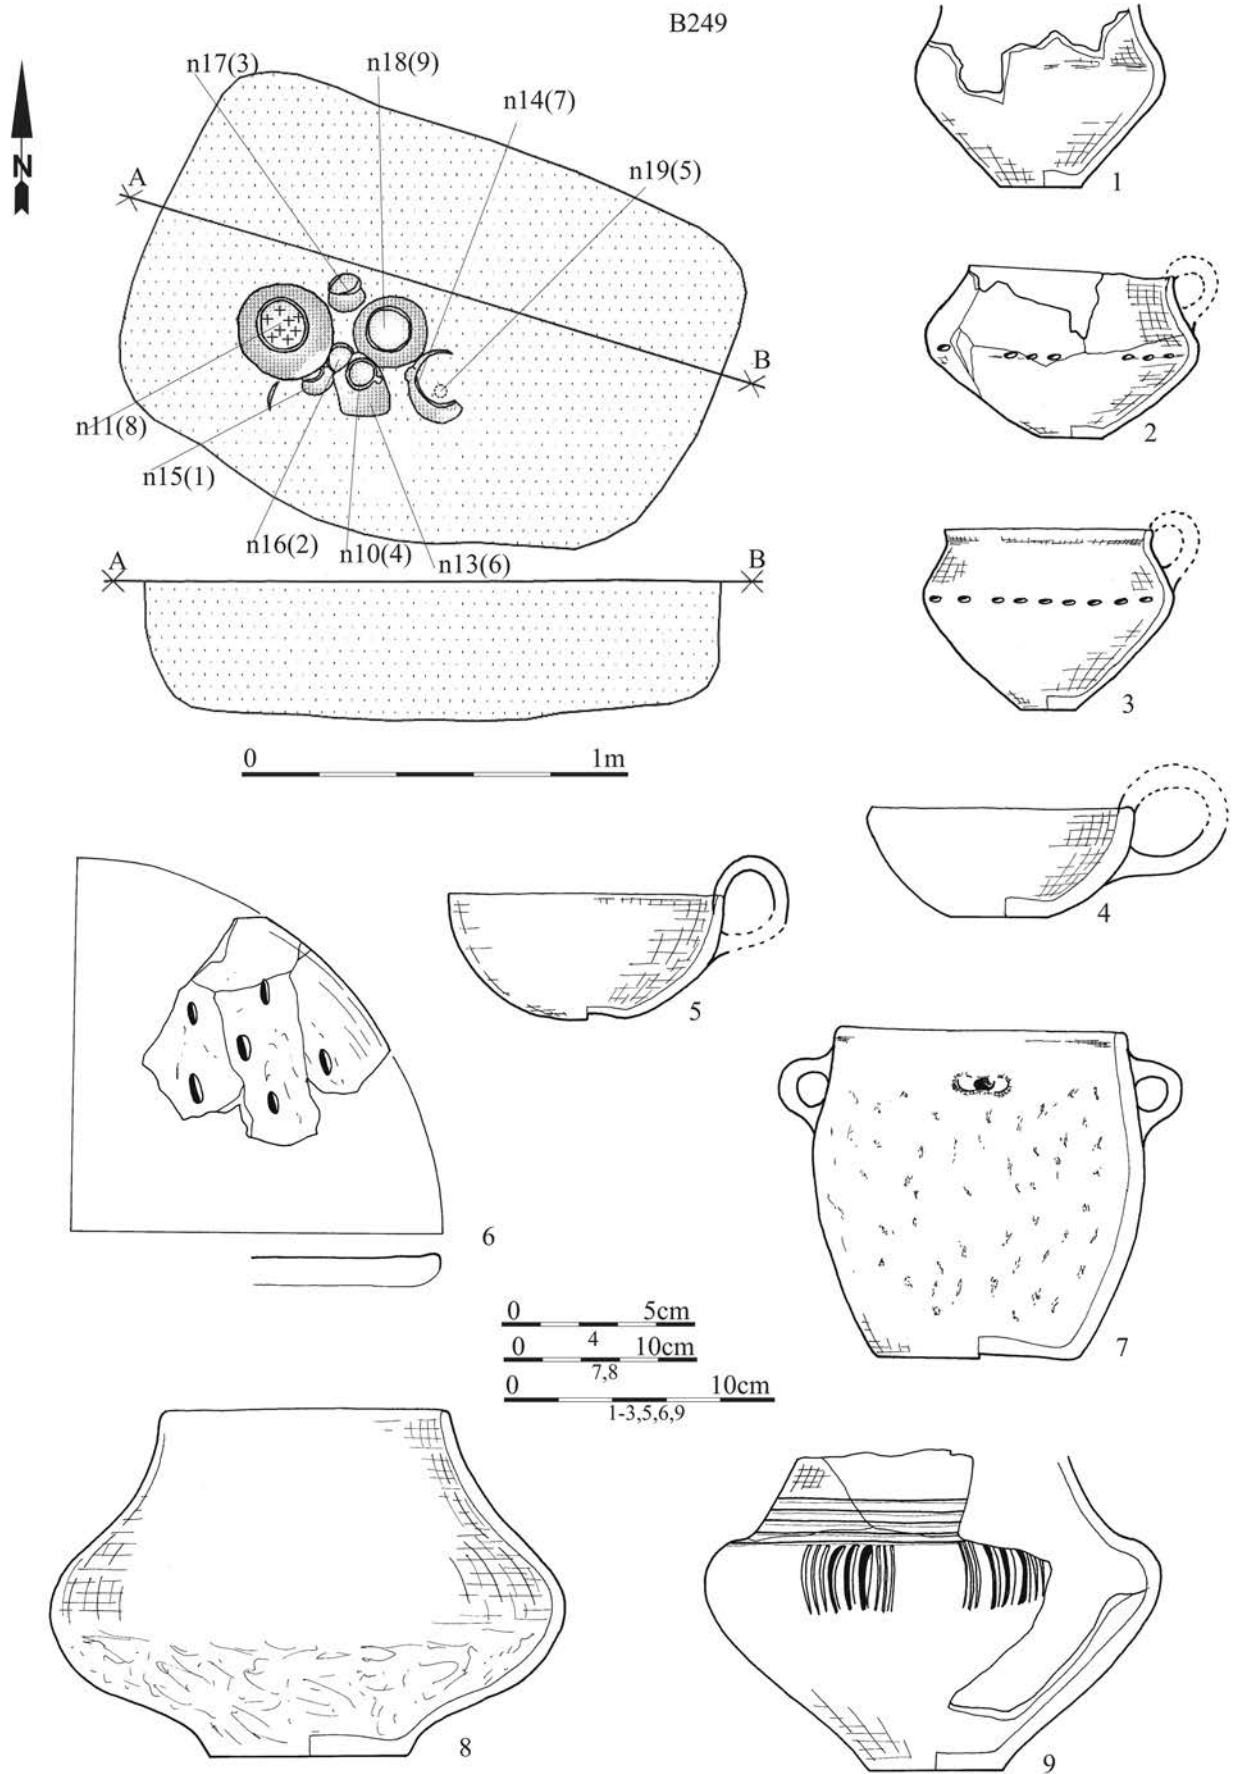 B249
n17(3)
n18(9)
n14(7)
n19(5)
N
A
B
n11(8)
n15(1)
n16(2)
n10(4)
n13(6)
A
B
0 1m
1
2
3
4
5
6
7
0 5cm
4
0 10cm
7,8
0 10cm
1-3,5,6,9
8
9